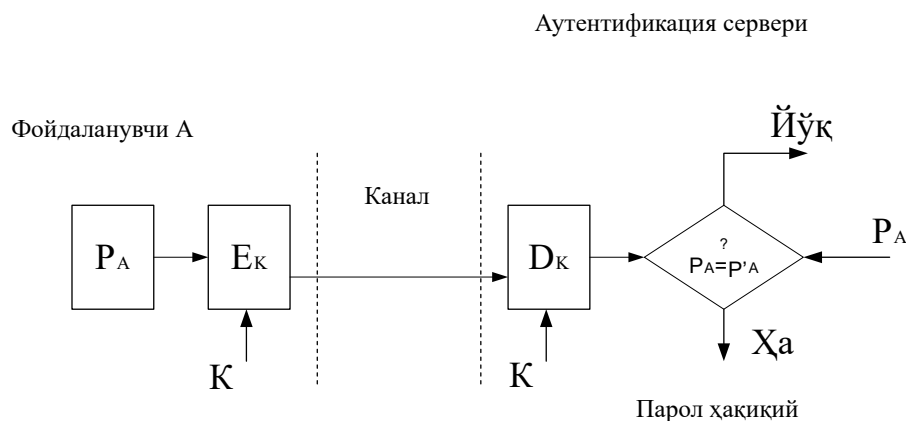 Аутентификация сервери
Фойдаланувчи А
Йўқ
Канал
PA
EK
DK
?
PA=P'A
PA
К
К
Ҳа
Парол ҳақиқий